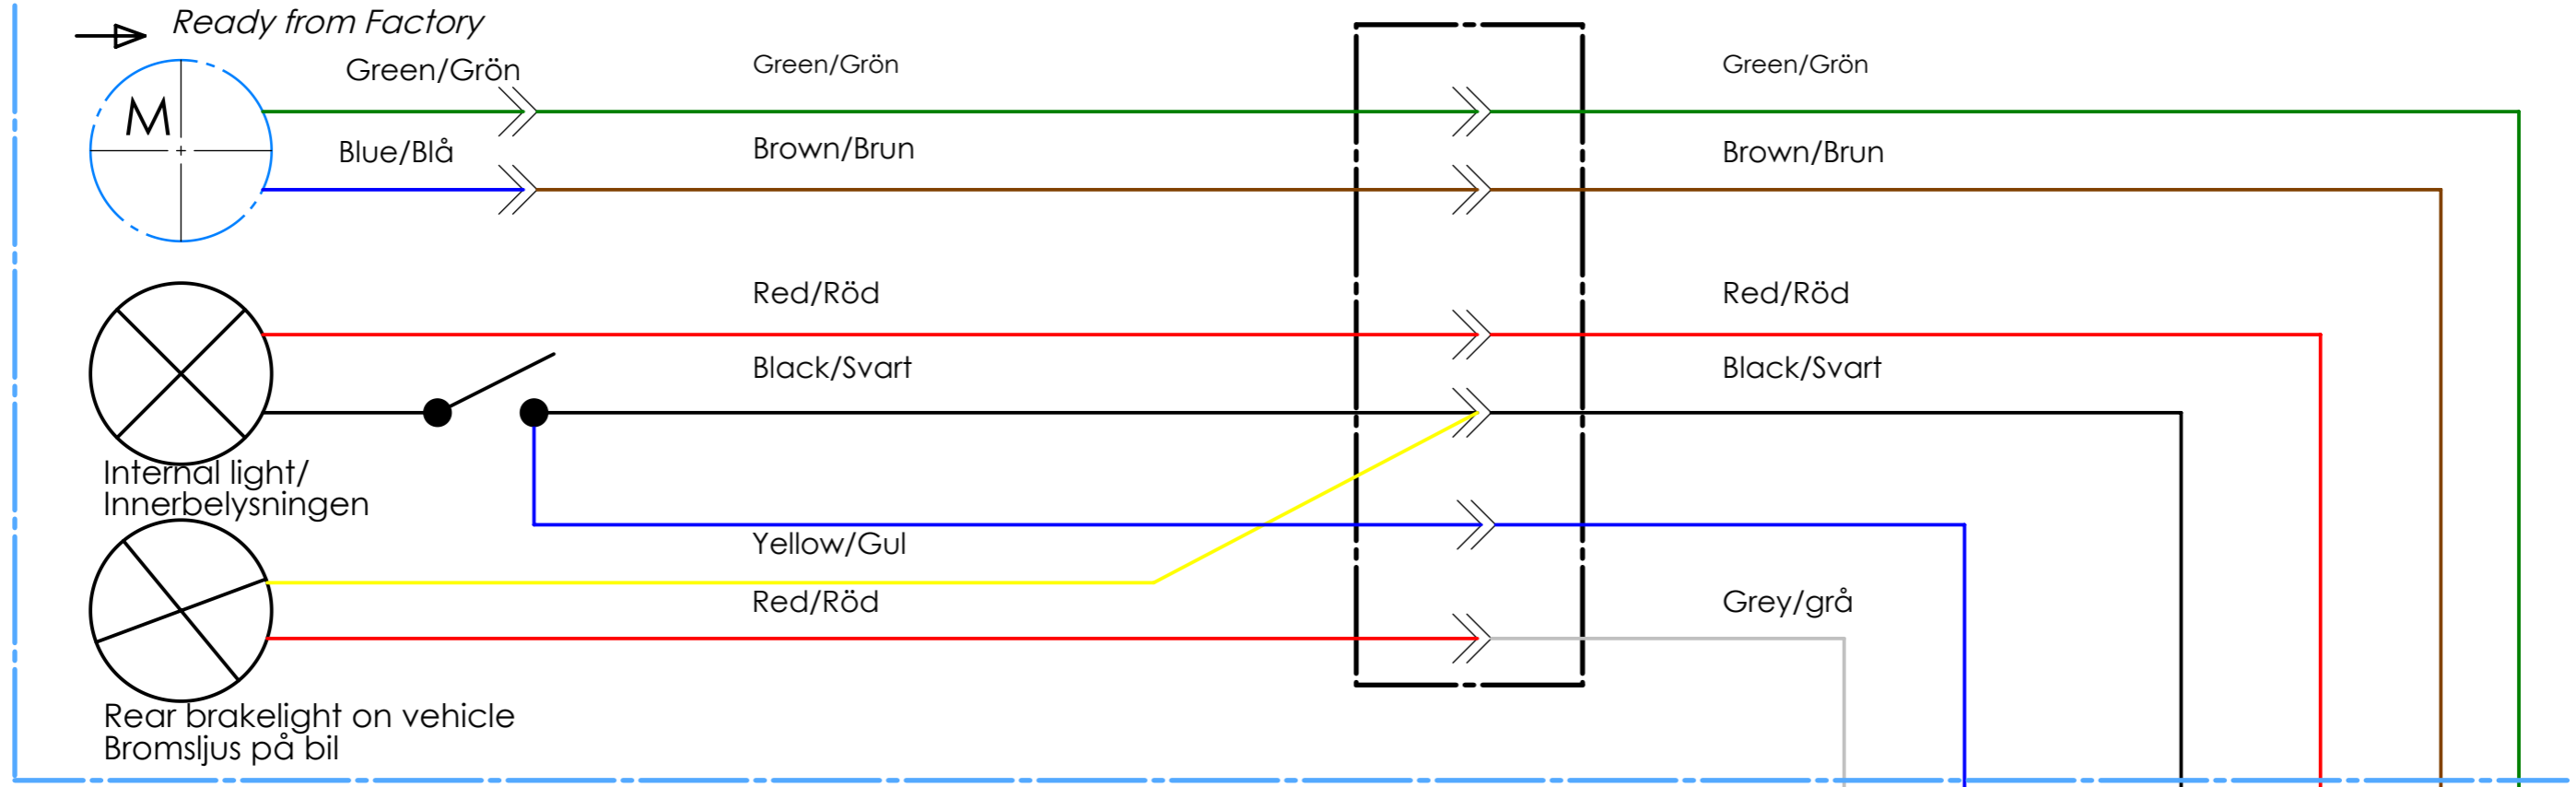 Ready from Factory
Green/Grön
Green/Grön
Green/Grön
M
Blue/Blå
Brown/Brun
Brown/Brun
Red/Röd
Red/Röd
Black/Svart
Black/Svart
Internal light/
Innerbelysningen
Yellow/Gul
Red/Röd
Grey/grå
Rear brakelight on vehicle
Bromsljus på bil